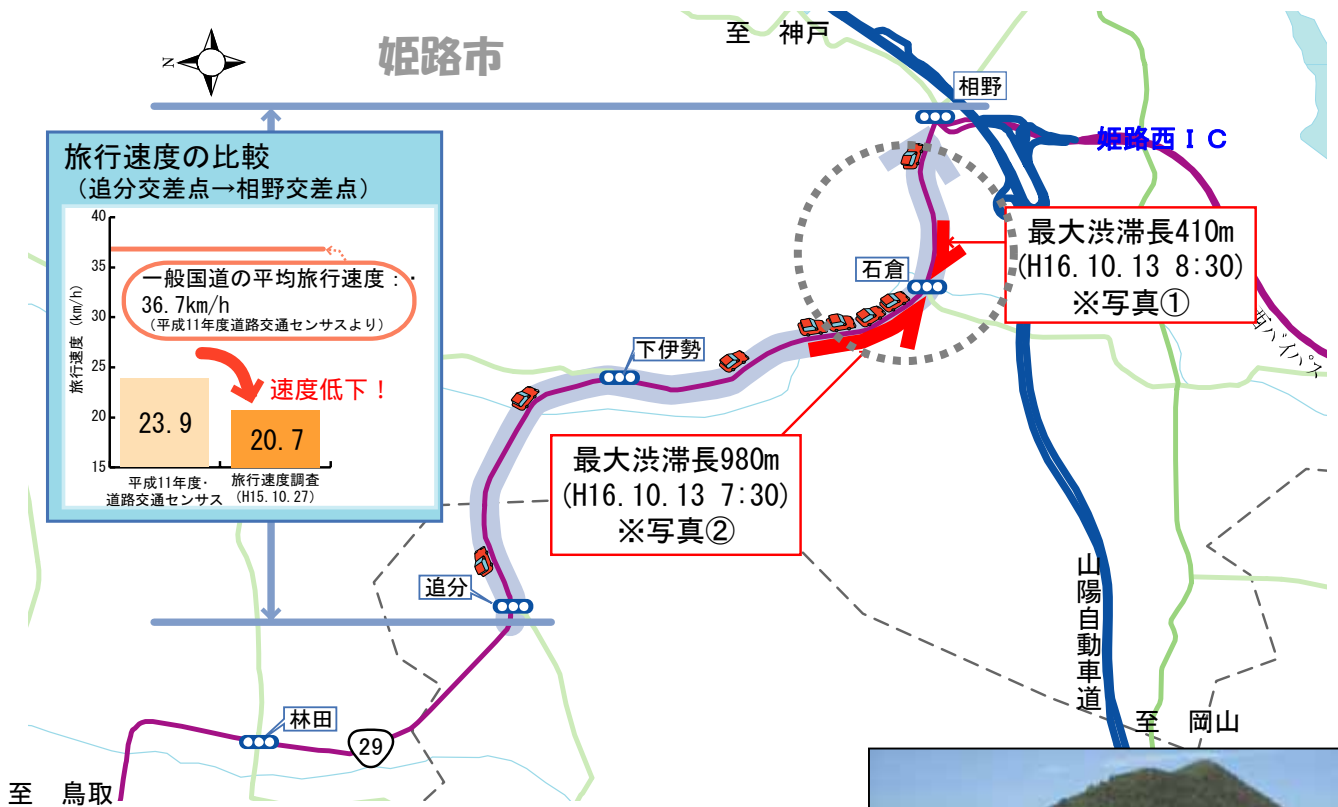 至 神戸
姫路市
N
相野
姫路西IC
旅行速度の比較
(追分交差点→相野交差点)
40
35
30
25
20
15
旅行速度 (km/h)
一般国道の平均旅行速度:
36.7km/h
(平成11年度道路交通センサスより)
速度低下!
23.9
20.7
平成11年度・
道路交通センサス
旅行速度調査
(H15.10.27)
最大渋滞長410m
(H16.10.13 8:30)
※写真①
石倉
西バイパス
下伊勢
最大渋滞長980m
(H16.10.13 7:30)
※写真②
追分
山陽自動車道
林田
29
至 岡山
至 鳥取